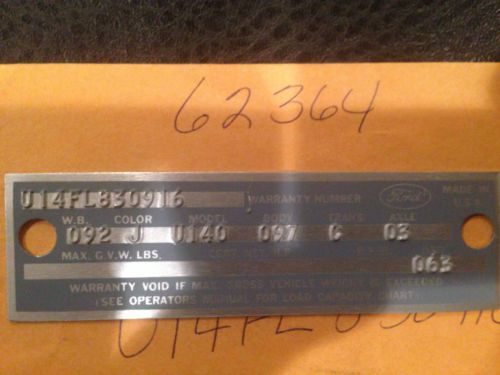 62364
U14FL830916 WARRANTY NUMBER Ford MADE IN U.S.A.
W.B. COLOR MODEL BODY TRANS AXLE
092 J U140 097 C 03
MAX. G.V.W. LBS.
063
WARRANTY VOID IF MAX. GROSS VEHICLE WEIGHT IS EXCEEDED
(SEE OPERATORS MANUAL FOR LOAD CAPACITY CHART)